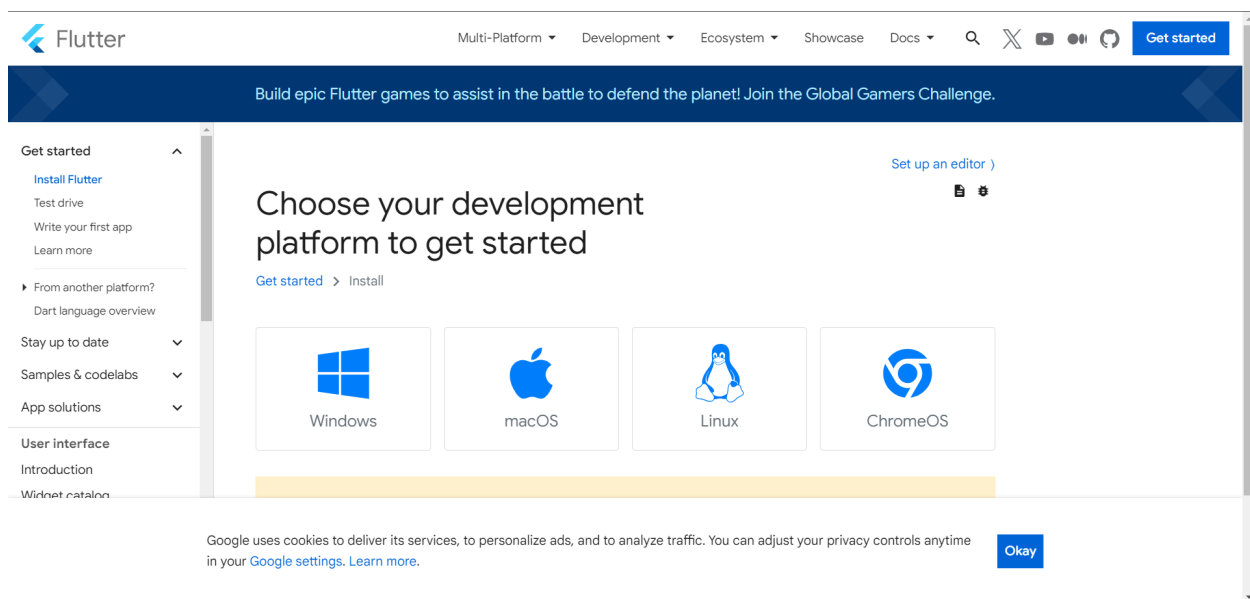 Flutter
Multi-Platform
Development
Ecosystem
Showcase
Docs
Get started
Build epic Flutter games to assist in the battle to defend the planet! Join the Global Gamers Challenge.
Get started
Install Flutter
Test drive
Write your first app
Learn more
From another platform?
Dart language overview
Stay up to date
Samples & codelabs
App solutions
User interface
Introduction
Widget catalog
Set up an editor
Choose your development
platform to get started
Get started > Install
Windows
macOS
Linux
ChromeOS
Google uses cookies to deliver its services, to personalize ads, and to analyze traffic. You can adjust your privacy controls anytime
in your Google settings. Learn more.
Okay